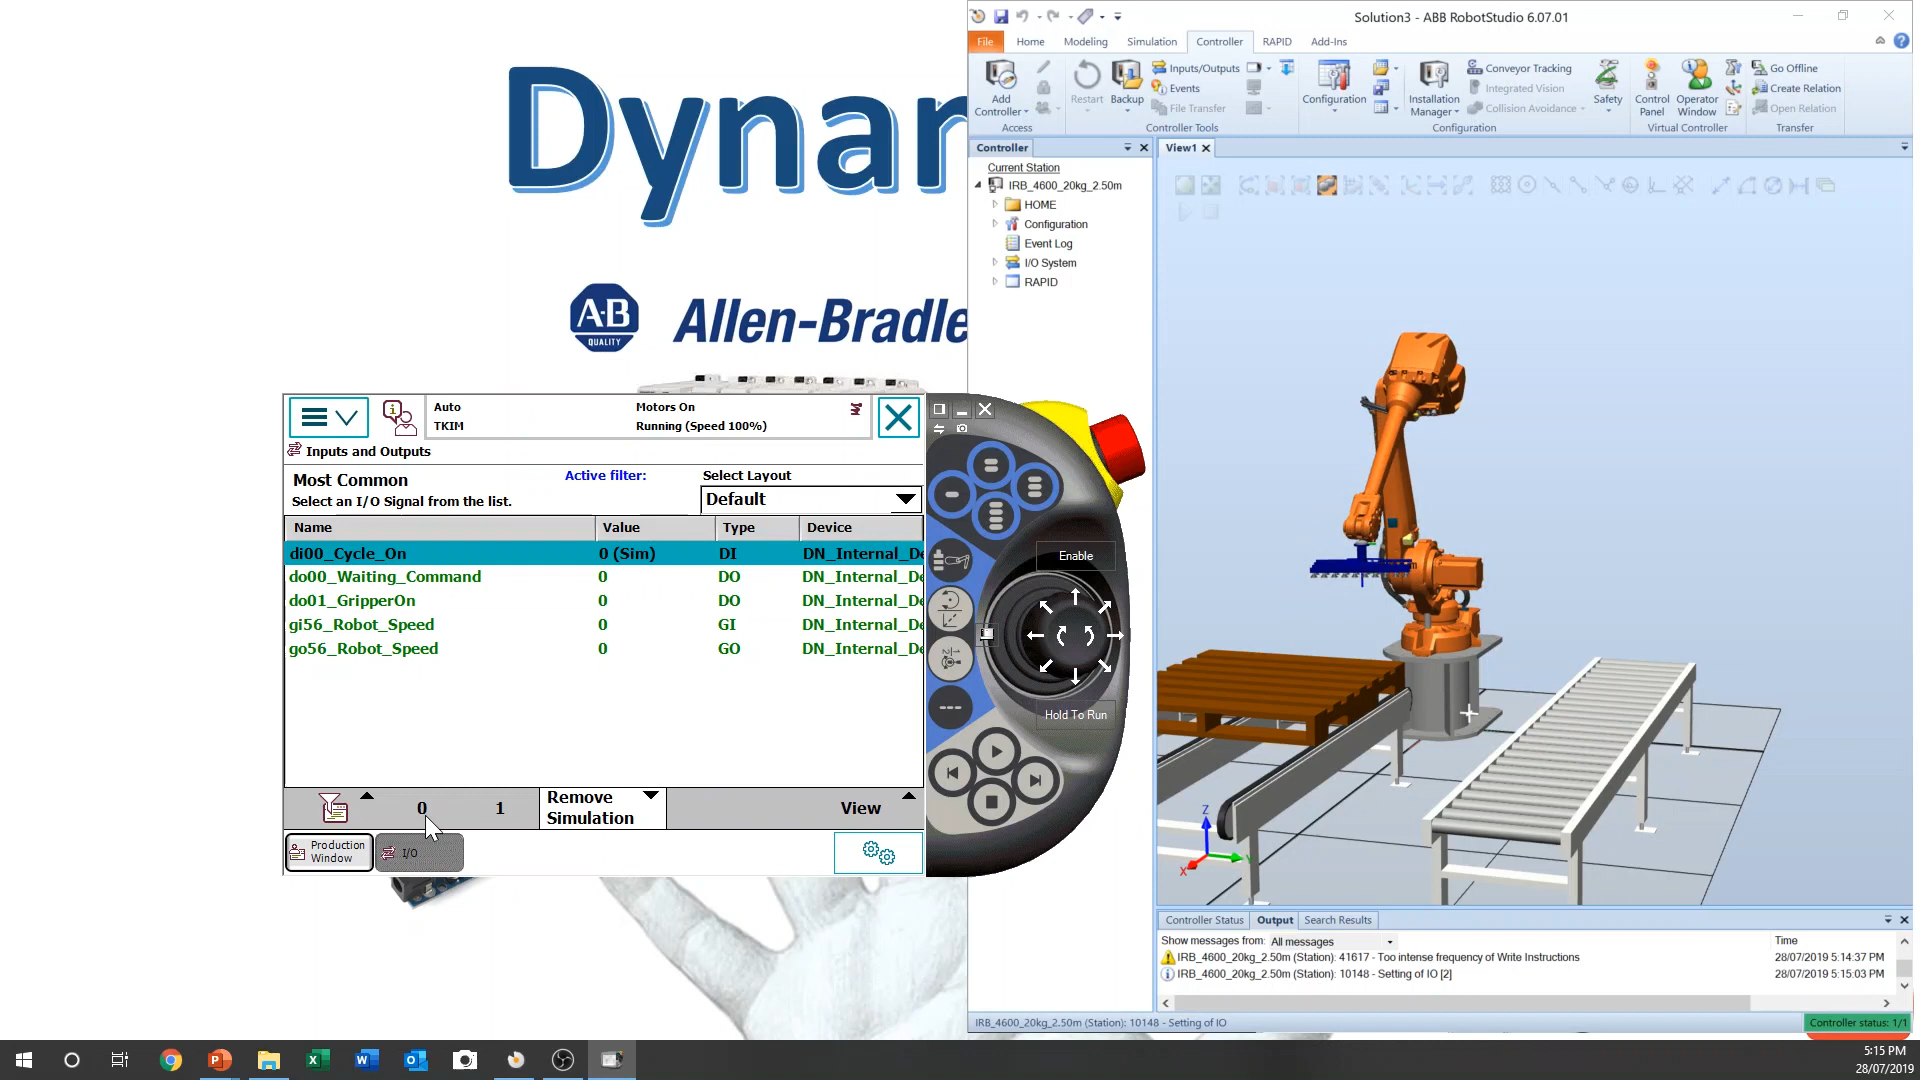 Dynar
A-B
QUALITY
Allen-Bradle
Auto
TKIM
Motors On
Running (Speed 100%)
Inputs and Outputs
Most Common
Select an I/O Signal from the list.
Active filter:
Select Layout
Default
Name Value Type Device
di00_Cycle_On 0 (Sim) DI DN_Internal_De
do00_Waiting_Command 0 DO DN_Internal_De
do01_GripperOn 0 DO DN_Internal_De
gi56_Robot_Speed 0 GI DN_Internal_De
go56_Robot_Speed 0 GO DN_Internal_De
0 1 Remove Simulation View
Production Window
I/O
Enable
Hold To Run
Solution3 - ABB RobotStudio 6.07.01
File Home Modeling Simulation Controller RAPID Add-Ins
Add Controller
Access
Restart
Backup
Inputs/Outputs
Events
File Transfer
Controller Tools
Configuration
Installation Manager
Conveyor Tracking
Integrated Vision
Collision Avoidance
Safety
Configuration
Control Panel
Operator Window
Virtual Controller
Go Offline
Create Relation
Open Relation
Transfer
Controller
Current Station
IRB_4600_20kg_2.50m
HOME
Configuration
Event Log
I/O System
RAPID
View1
Z
X
Controller Status Output Search Results
Show messages from: All messages Time
IRB_4600_20kg_2.50m (Station): 41617 - Too intense frequency of Write Instructions 28/07/2019 5:14:37 PM
IRB_4600_20kg_2.50m (Station): 10148 - Setting of IO [2] 28/07/2019 5:15:03 PM
IRB_4600_20kg_2.50m (Station): 10148 - Setting of IO
Controller status: 1/1
5:15 PM
28/07/2019